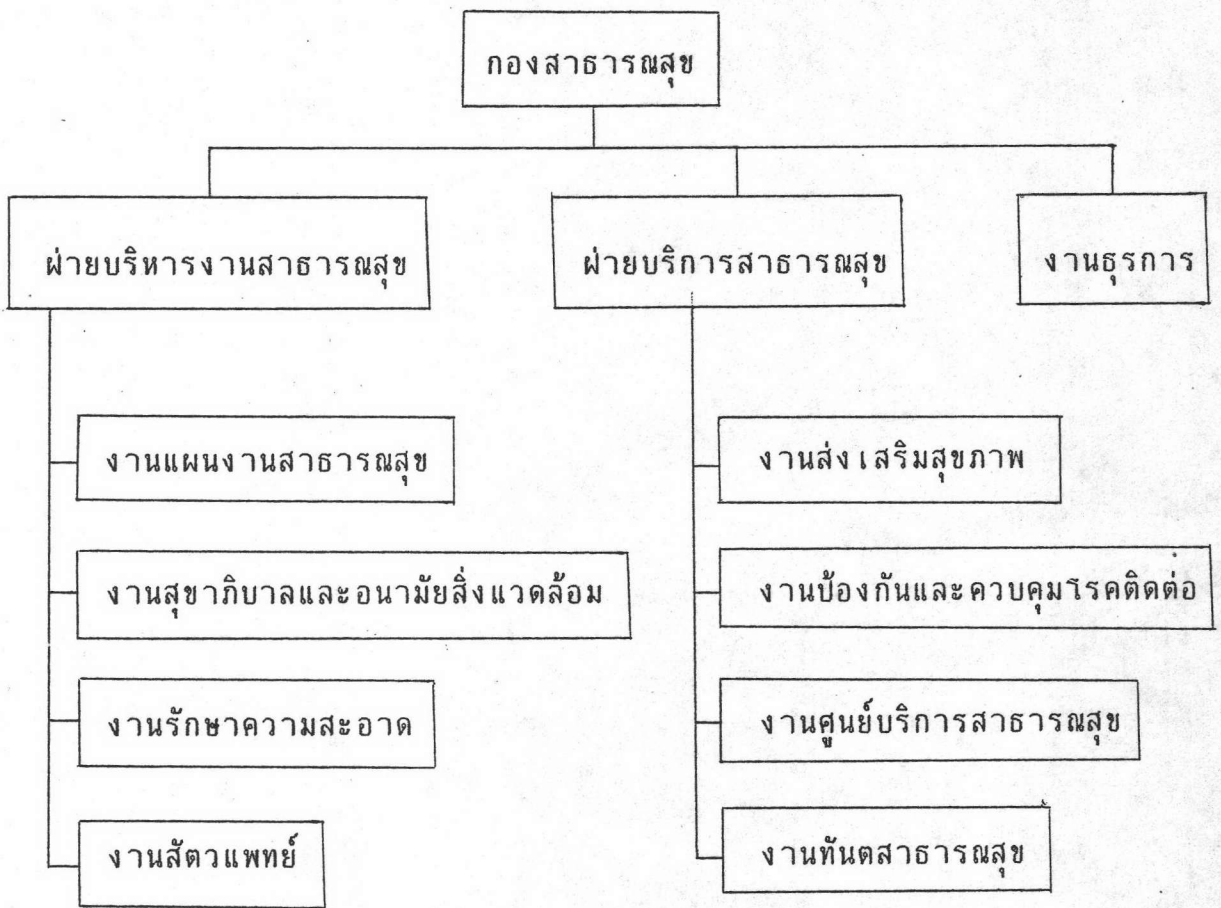 กองสาธารณสุข
ฝ่ายบริหารงานสาธารณสุข
ฝ่ายบริการสาธารณสุข
งานธุรการ
งานแผนงานสาธารณสุข
งานส่งเสริมสุขภาพ
งานสุขาภิบาลและอนามัยสิ่งแวดล้อม
งานป้องกันและควบคุมโรคติดต่อ
งานรักษาความสะอาด
งานศูนย์บริการสาธารณสุข
งานสัตวแพทย์
งานทันตสาธารณสุข